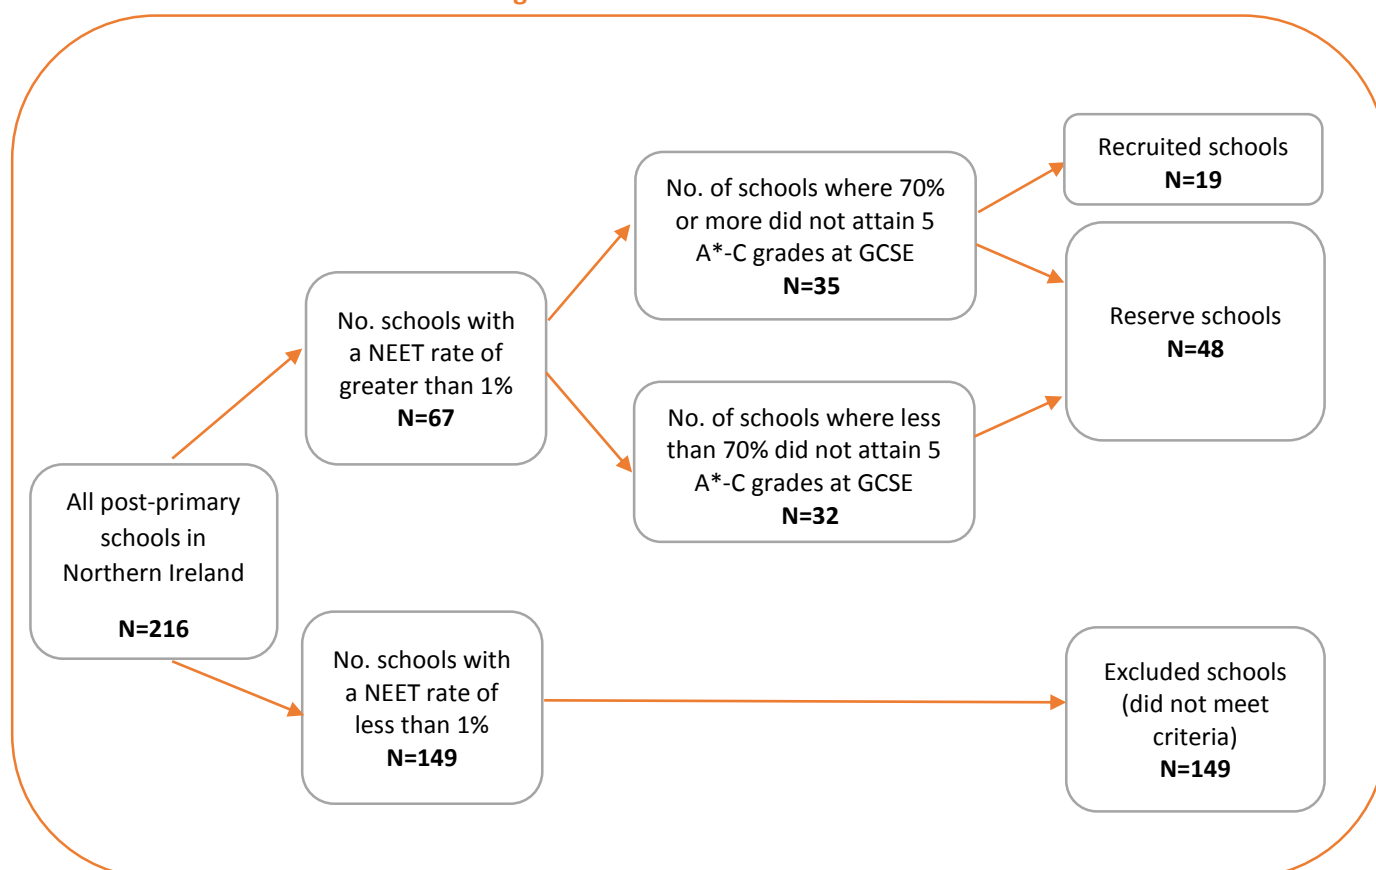 All post-primary
schools in
Northern Ireland
N=216
No. schools with
a NEET rate of
greater than 1%
N=67
No. schools with
a NEET rate of
less than 1%
N=149
No. of schools where 70%
or more did not attain 5
A*-C grades at GCSE
N=35
No. of schools where less
than 70% did not attain 5
A*-C grades at GCSE
N=32
Recruited schools
N=19
Reserve schools
N=48
Excluded schools
(did not meet
criteria)
N=149